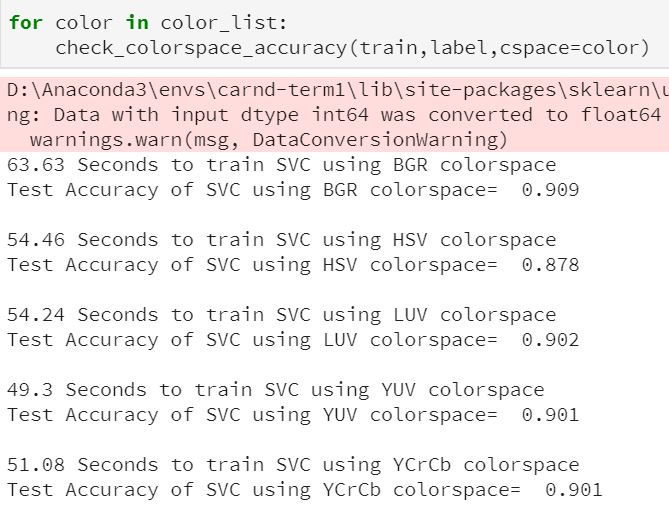 for color in color_list:
    check_colorspace_accuracy(train,label,cspace=color)
D:\Anaconda3\envs\carnd-term1\lib\site-packages\sklearn\u
ng: Data with input dtype int64 was converted to float64
  warnings.warn(msg, DataConversionWarning)
63.63 Seconds to train SVC using BGR colorspace
Test Accuracy of SVC using BGR colorspace=  0.909
54.46 Seconds to train SVC using HSV colorspace
Test Accuracy of SVC using HSV colorspace=  0.878
54.24 Seconds to train SVC using LUV colorspace
Test Accuracy of SVC using LUV colorspace=  0.902
49.3 Seconds to train SVC using YUV colorspace
Test Accuracy of SVC using YUV colorspace=  0.901
51.08 Seconds to train SVC using YCrCb colorspace
Test Accuracy of SVC using YCrCb colorspace=  0.901